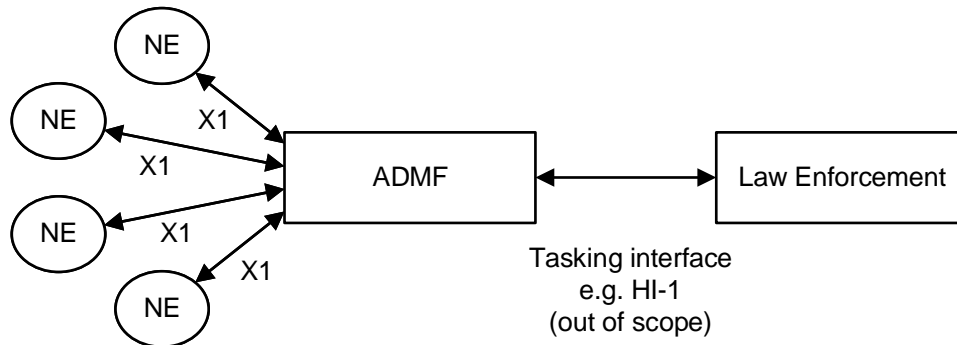 NE
X1
NE
X1
ADMF
Law Enforcement
NE
X1
X1
NE
Tasking interface
e.g. HI-1
(out of scope)